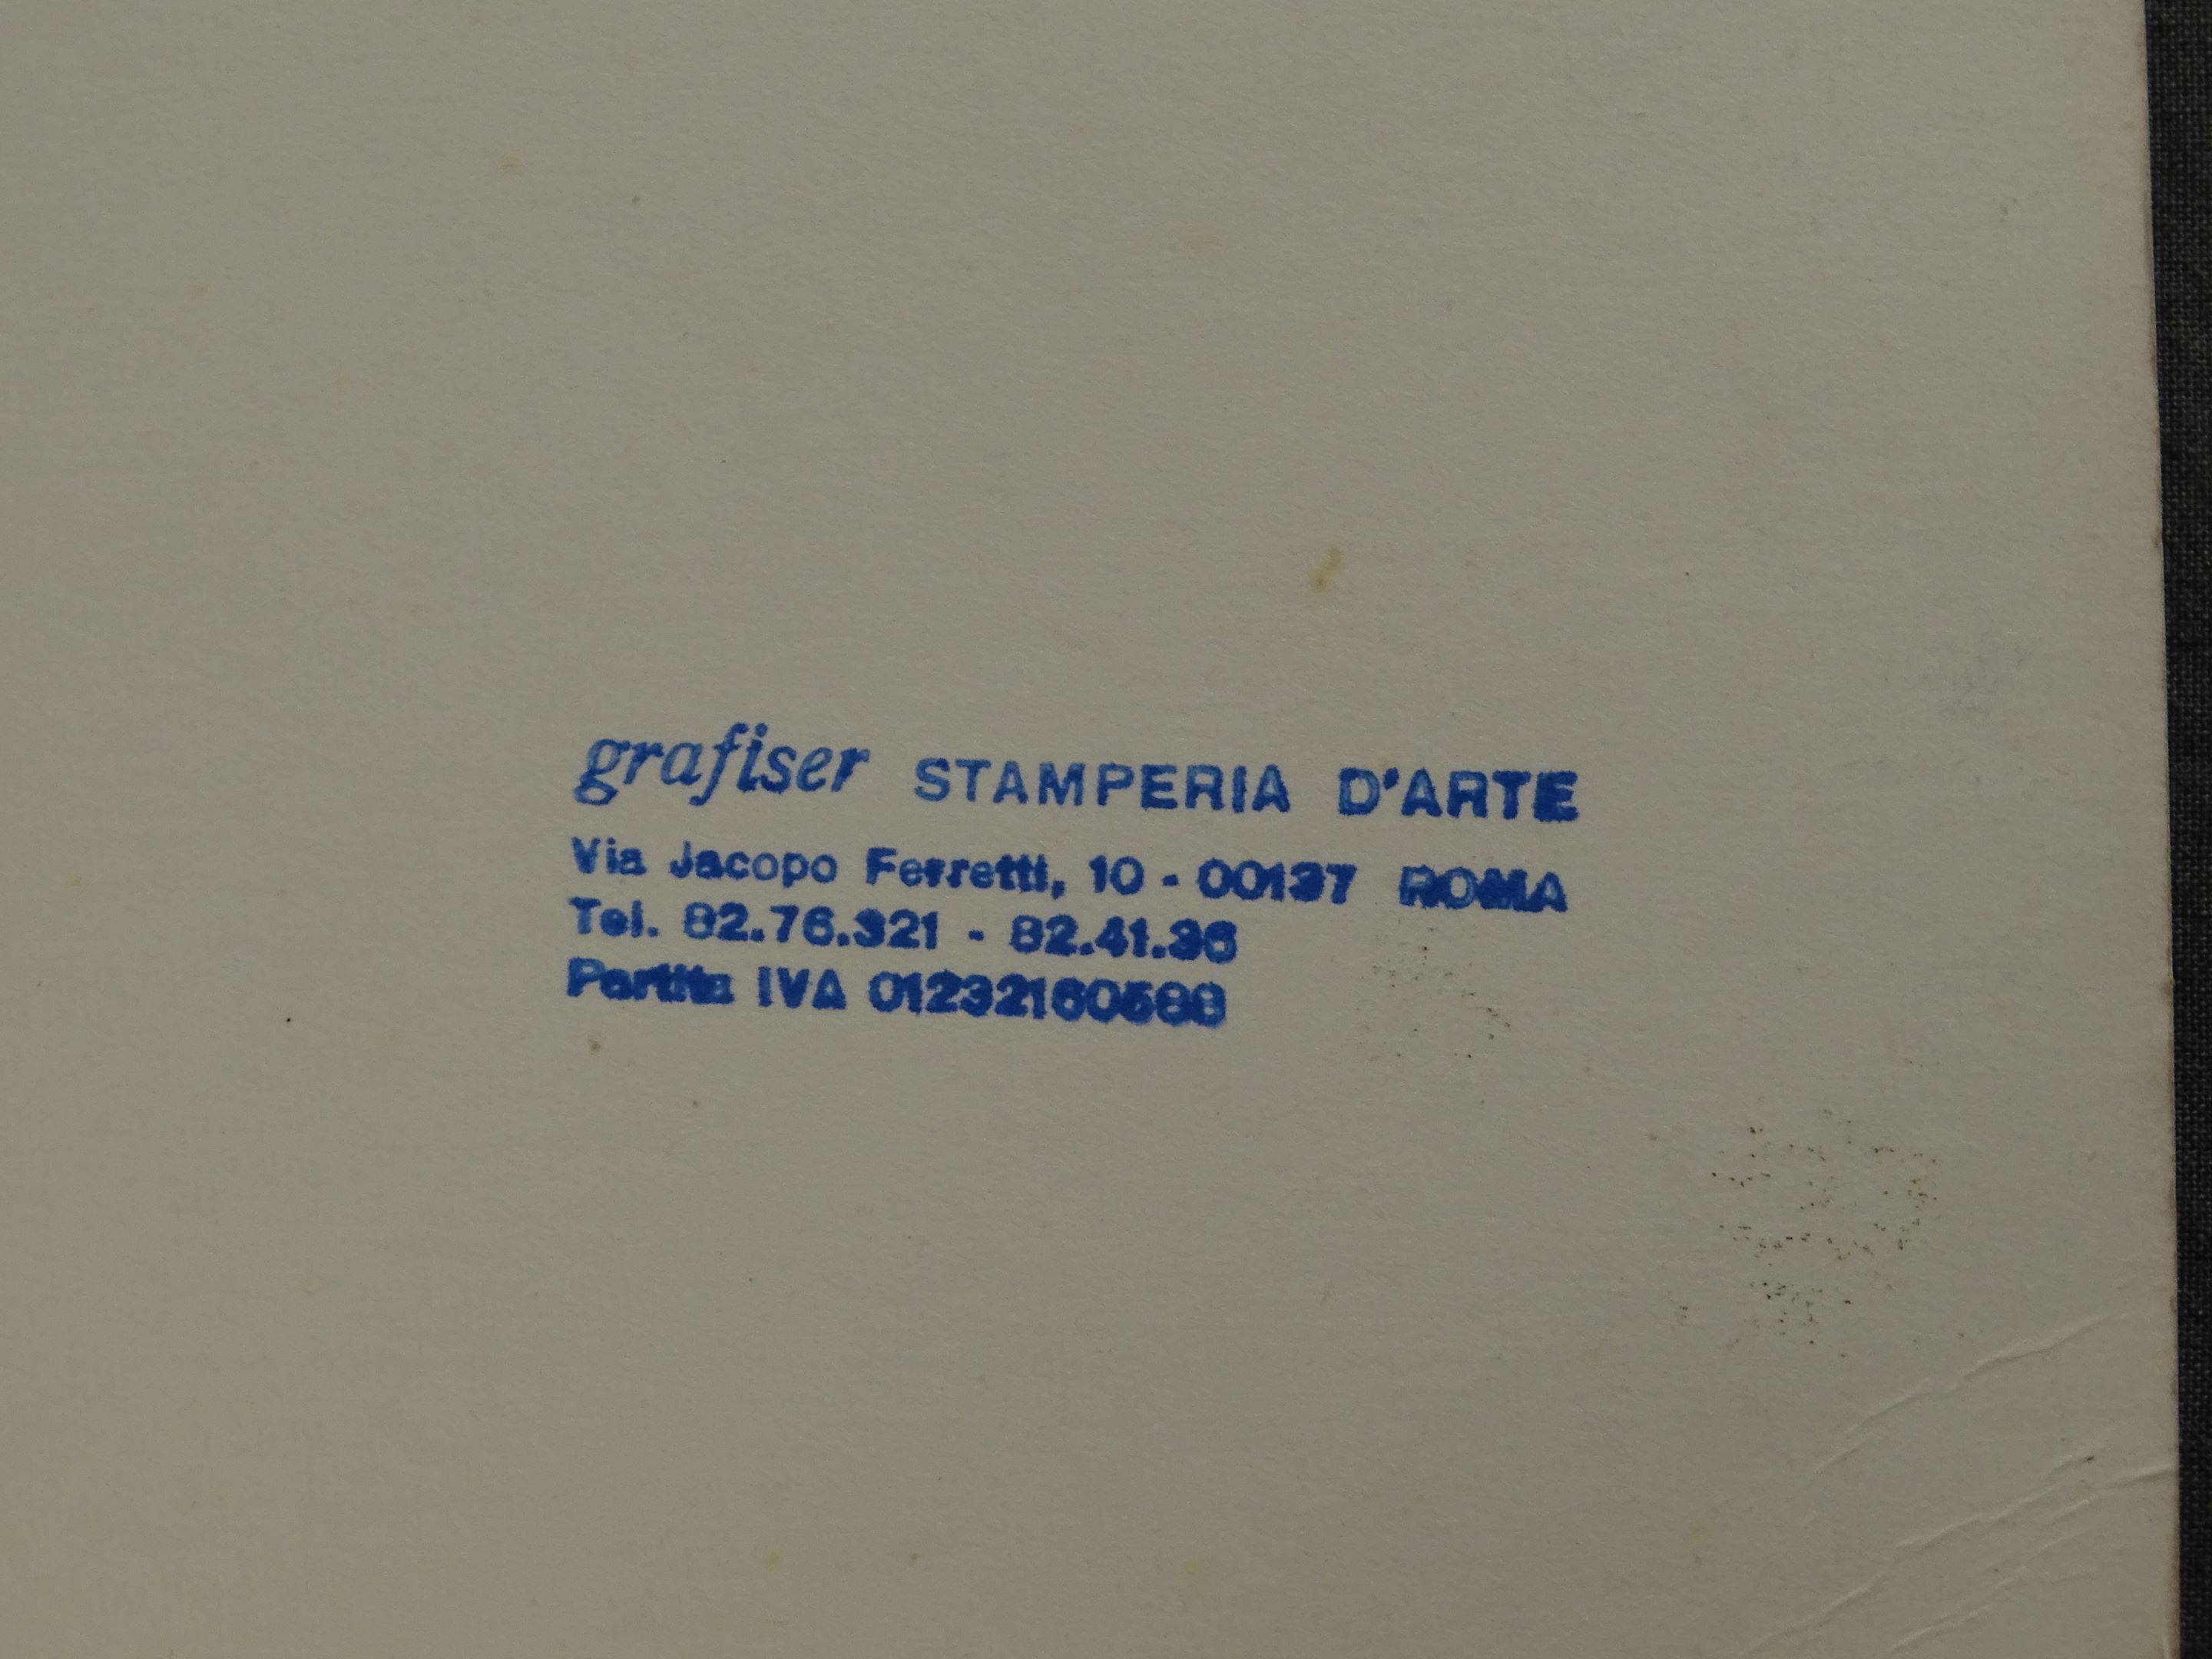 grafiser STAMPERIA D'ARTE
Via Jacopo Ferretti, 10 - 00137 ROMA
Tel. 82.76.321 - 82.41.36
Partita IVA 01232160588